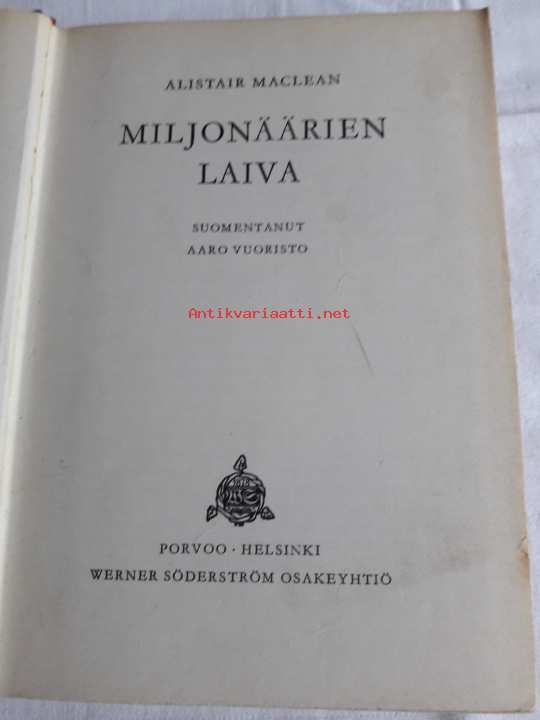 ALISTAIR MACLEAN
MILJONÄÄRIEN
LAIVA
SUOMENTANUT
AARO VUORISTO
Antikvariaatti.net
PORVOO · HELSINKI
WERNER SÖDERSTRÖM OSAKEYHTIÖ